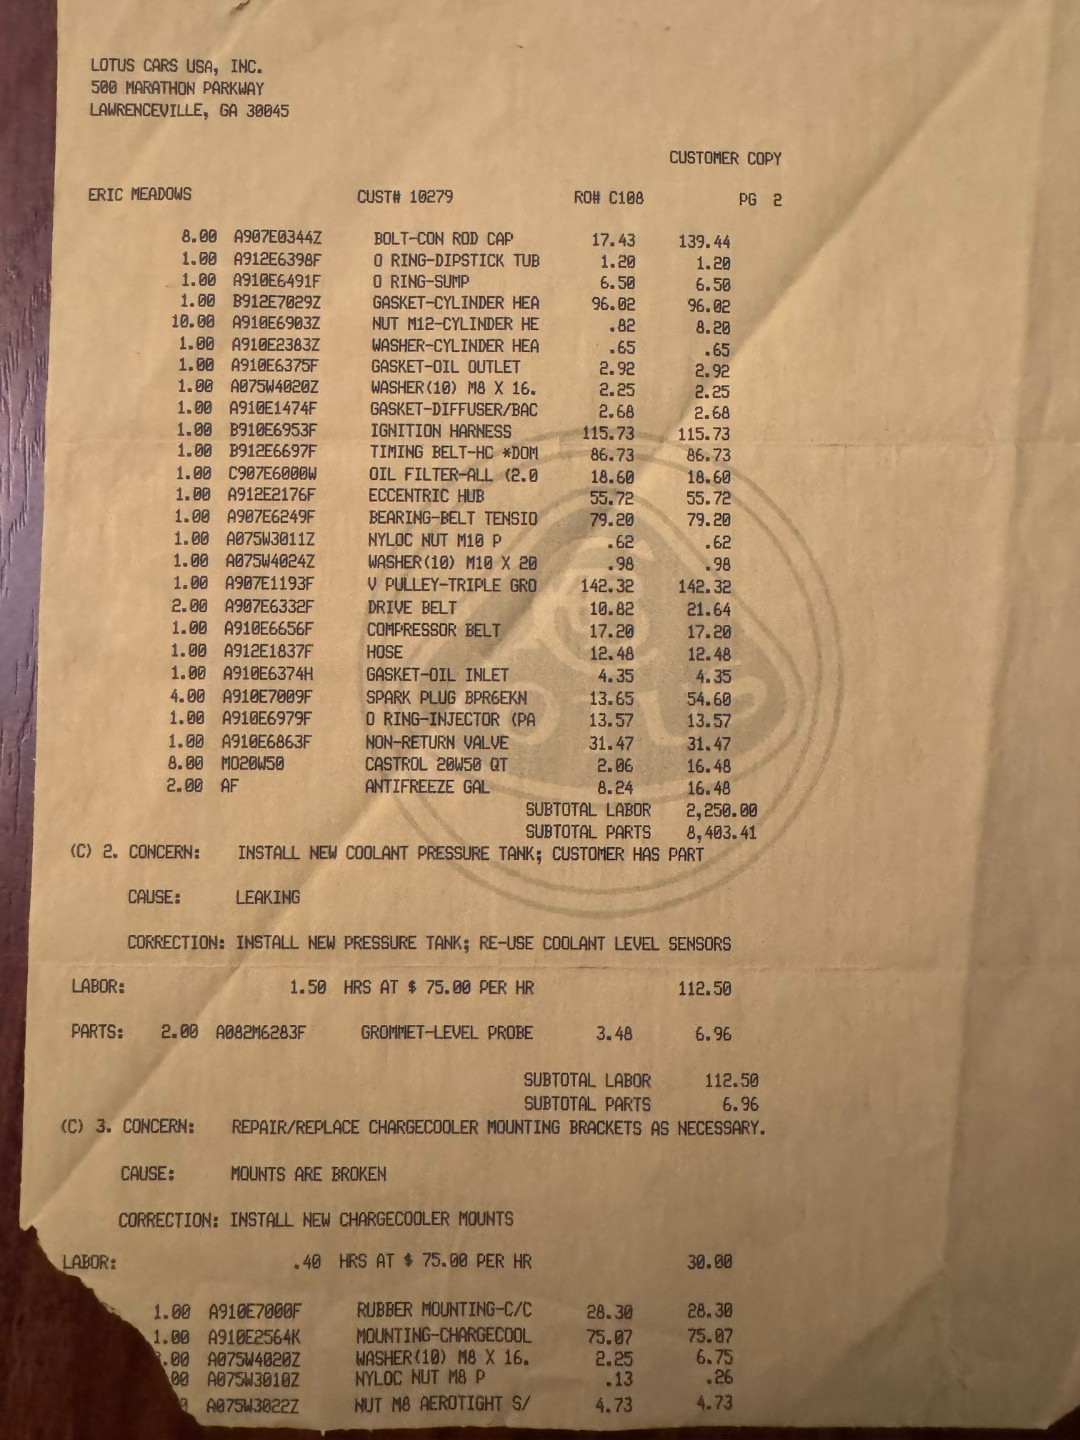 LOTUS CARS USA, INC.
500 MARATHON PARKWAY
LAWRENCEVILLE, GA 30045
CUSTOMER COPY
ERIC MEADOWS CUST# 10279 RO# C108 PG 2
8.00 A907E0344Z BOLT-CON ROD CAP 17.43 139.44
1.00 A912E6398F O RING-DIPSTICK TUB 1.20 1.20
1.00 A910E6491F O RING-SUMP 6.50 6.50
1.00 B912E7029Z GASKET-CYLINDER HEA 96.02 96.02
10.00 A910E6903Z NUT M12-CYLINDER HE .82 8.20
1.00 A910E2383Z WASHER-CYLINDER HEA .65 .65
1.00 A910E6375F GASKET-OIL OUTLET 2.92 2.92
1.00 A075W4020Z WASHER(10) M8 X 16. 2.25 2.25
1.00 A910E1474F GASKET-DIFFUSER/BAC 2.68 2.68
1.00 B910E6953F IGNITION HARNESS 115.73 115.73
1.00 B912E6697F TIMING BELT-HC *DOM 86.73 86.73
1.00 C907E6000W OIL FILTER-ALL (2.0 18.60 18.60
1.00 A912E2176F ECCENTRIC HUB 55.72 55.72
1.00 A907E6249F BEARING-BELT TENSIO 79.20 79.20
1.00 A075W3011Z NYLOC NUT M10 P .62 .62
1.00 A075W4024Z WASHER(10) M10 X 20 .98 .98
1.00 A907E1193F V PULLEY-TRIPLE GRO 142.32 142.32
2.00 A907E6332F DRIVE BELT 10.82 21.64
1.00 A910E6656F COMPRESSOR BELT 17.20 17.20
1.00 A912E1837F HOSE 12.48 12.48
1.00 A910E6374H GASKET-OIL INLET 4.35 4.35
4.00 A910E7009F SPARK PLUG BPR6EKN 13.65 54.60
1.00 A910E6979F O RING-INJECTOR (PA 13.57 13.57
1.00 A910E6863F NON-RETURN VALVE 31.47 31.47
8.00 MO20W50 CASTROL 20W50 QT 2.06 16.48
2.00 AF ANTIFREEZE GAL 8.24 16.48
SUBTOTAL LABOR 2,250.00
SUBTOTAL PARTS 8,403.41
(C) 2. CONCERN: INSTALL NEW COOLANT PRESSURE TANK; CUSTOMER HAS PART
CAUSE: LEAKING
CORRECTION: INSTALL NEW PRESSURE TANK; RE-USE COOLANT LEVEL SENSORS
LABOR: 1.50 HRS AT $ 75.00 PER HR 112.50
PARTS: 2.00 A082M6283F GROMMET-LEVEL PROBE 3.48 6.96
SUBTOTAL LABOR 112.50
SUBTOTAL PARTS 6.96
(C) 3. CONCERN: REPAIR/REPLACE CHARGECOOLER MOUNTING BRACKETS AS NECESSARY.
CAUSE: MOUNTS ARE BROKEN
CORRECTION: INSTALL NEW CHARGECOOLER MOUNTS
LABOR: .40 HRS AT $ 75.00 PER HR 30.00
1.00 A910E7000F RUBBER MOUNTING-C/C 28.30 28.30
1.00 A910E2564K MOUNTING-CHARGECOOL 75.07 75.07
.00 A075W4020Z WASHER(10) M8 X 16. 2.25 6.75
00 A075W3010Z NYLOC NUT M8 P .13 .26
A075W3022Z NUT M8 AEROTIGHT S/ 4.73 4.73